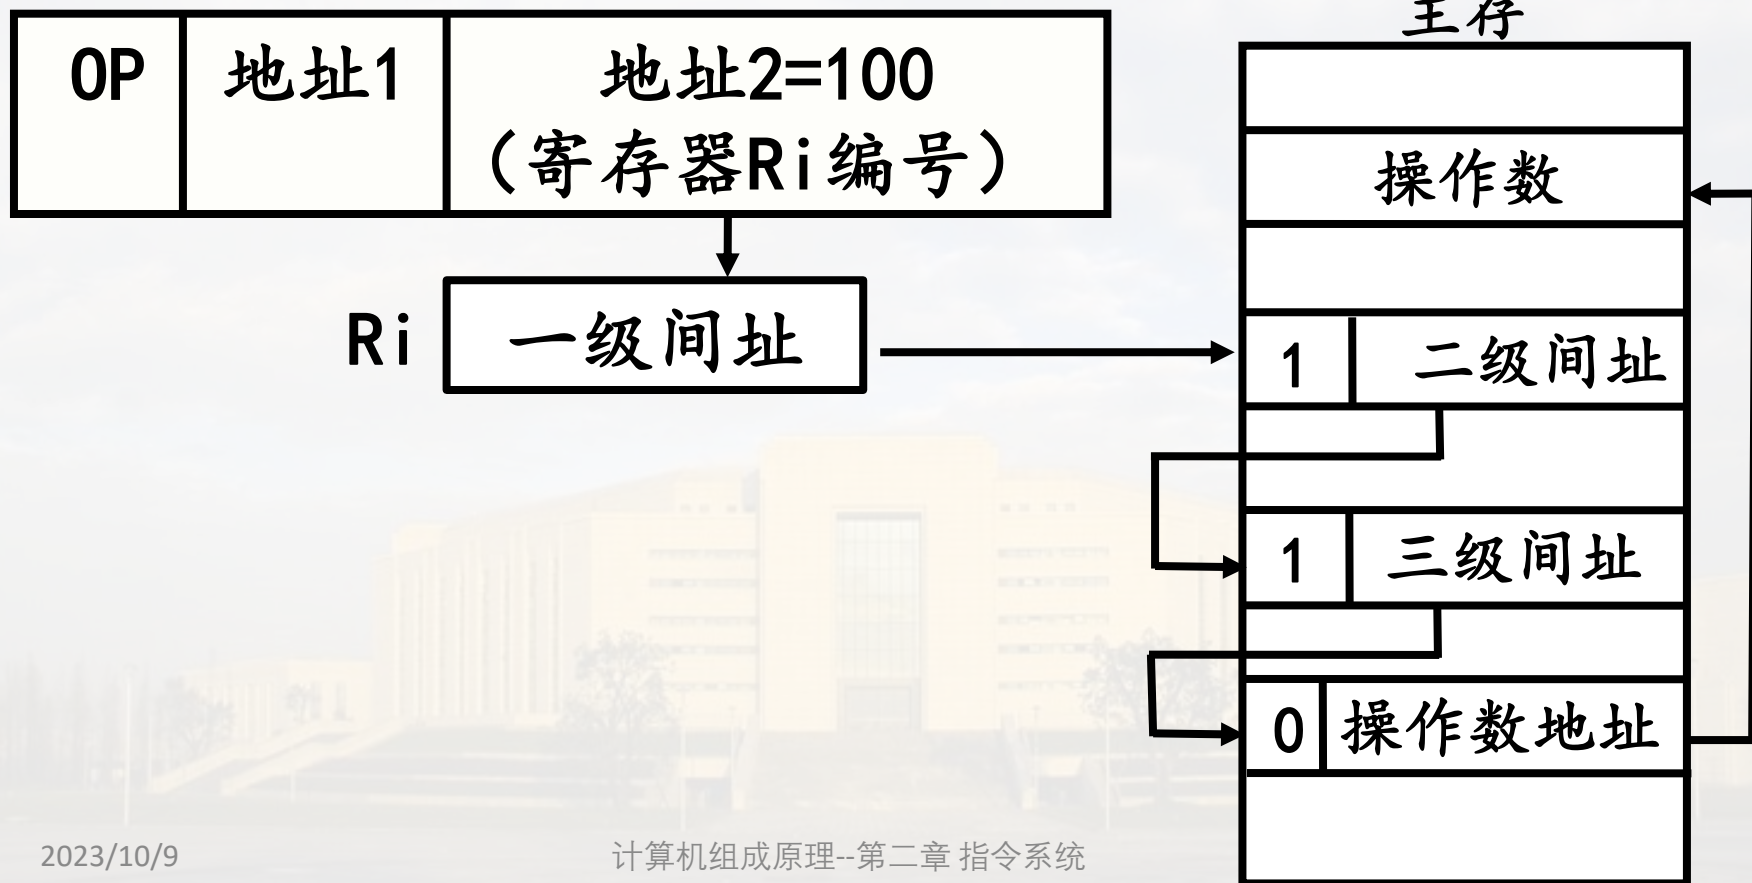 主存
OP 地址1 地址2=100
（寄存器Ri编号）
操作数
Ri 一级间址
1 二级间址
1 三级间址
0 操作数地址
2023/10/9 计算机组成原理--第二章 指令系统